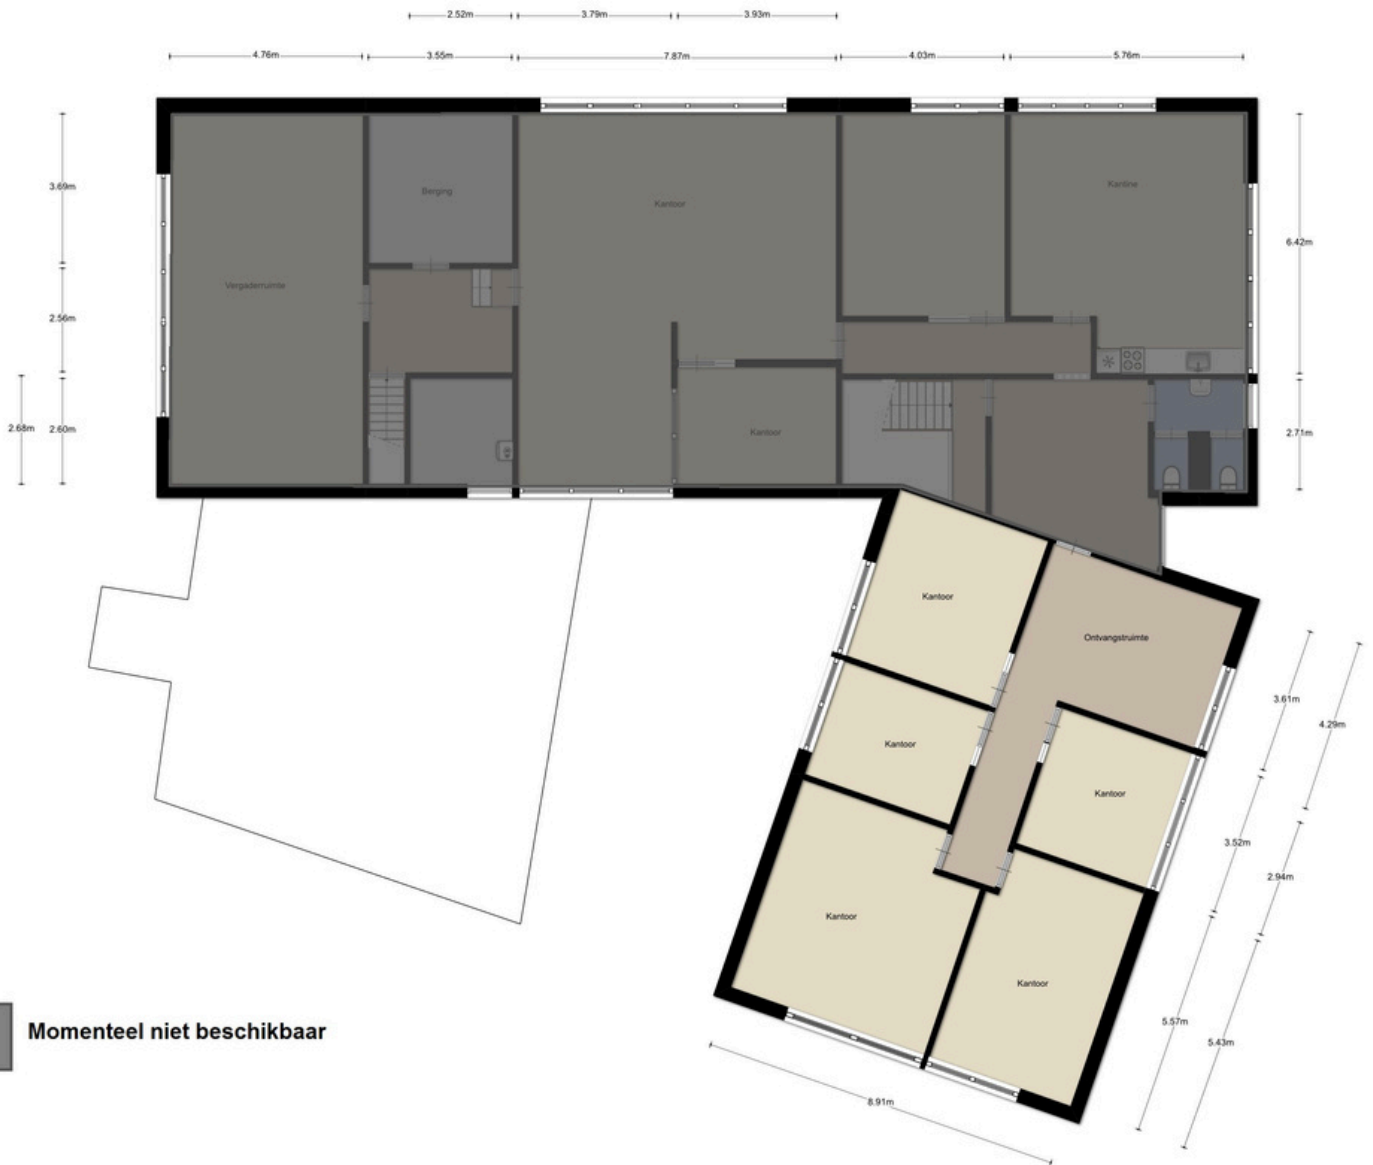 2.52m
3.79m
3.93m
4.76m
3.55m
7.87m
4.03m
5.76m
3.69m
Berging
Kantoor
Kantine
6.42m
Vergaderruimte
2.56m
2.68m
2.60m
Kantoor
2.71m
Kantoor
Ontvangstruimte
3.61m
4.29m
Kantoor
Kantoor
3.52m
2.94m
Kantoor
Kantoor
5.57m
5.43m
Momenteel niet beschikbaar
8.91m